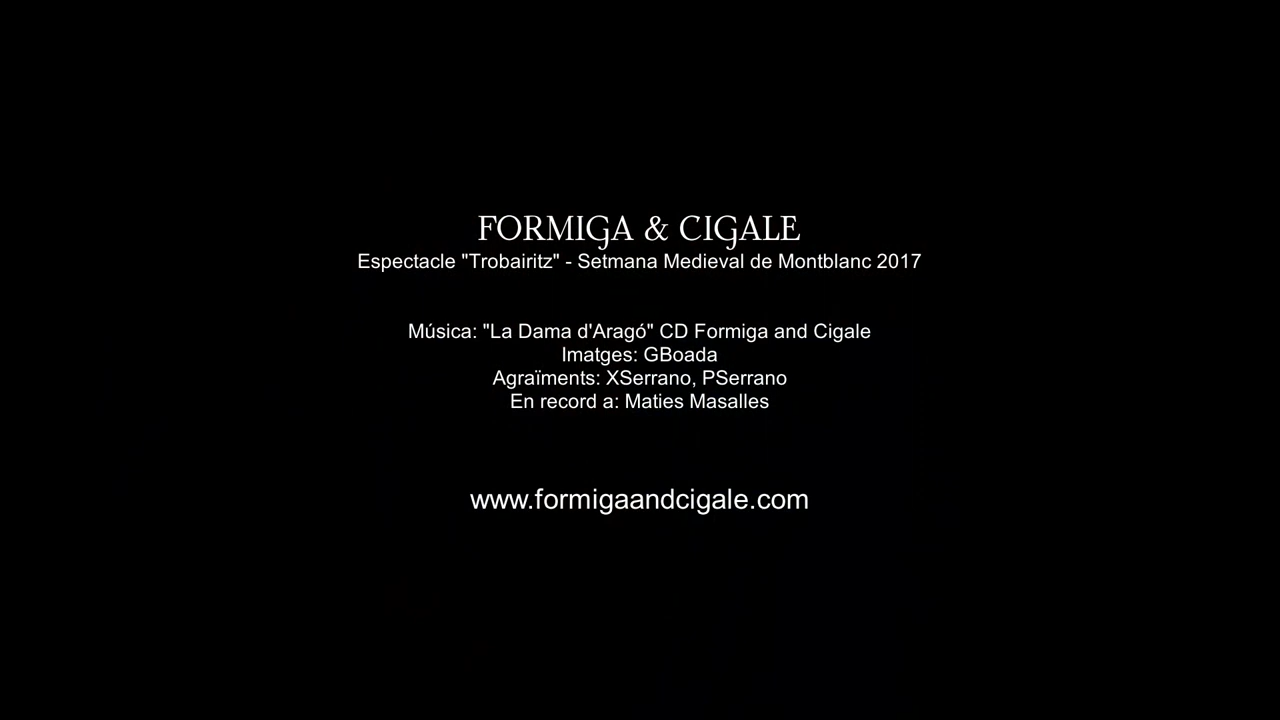 FORMIGA & CIGALE
Espectacle "Trobairitz" - Setmana Medieval de Montblanc 2017
Música: "La Dama d'Aragó" CD Formiga and Cigale
Imatges: GBoada
Agraïments: XSerrano, PSerrano
En record a: Maties Masalles
www.formigaandcigale.com